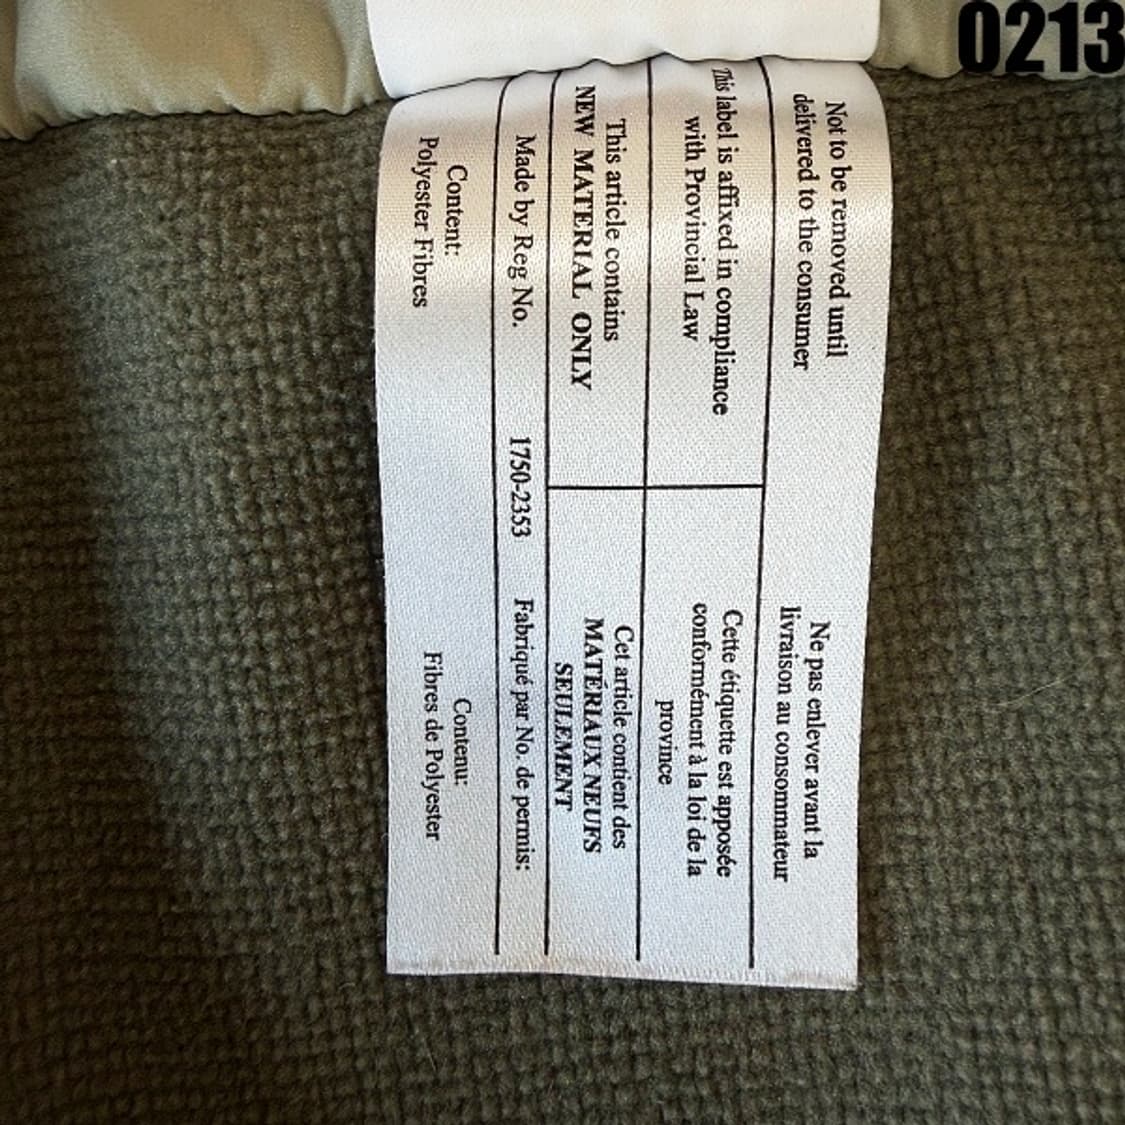 0213
Not to be removed until
delivered to the consumer
Ne pas enlever avant la
livraison au consommateur
This label is affixed in compliance
with Provincial Law
Cette étiquette est apposée
conformément à la loi de la
province
This article contains
NEW MATERIAL ONLY
Cet article contient des
MATÉRIAUX NEUFS
SEULEMENT
Made by Reg No. 1750-2353 Fabriqué par No. de permis:
Content:
Polyester Fibres
Contenu:
Fibres de Polyester